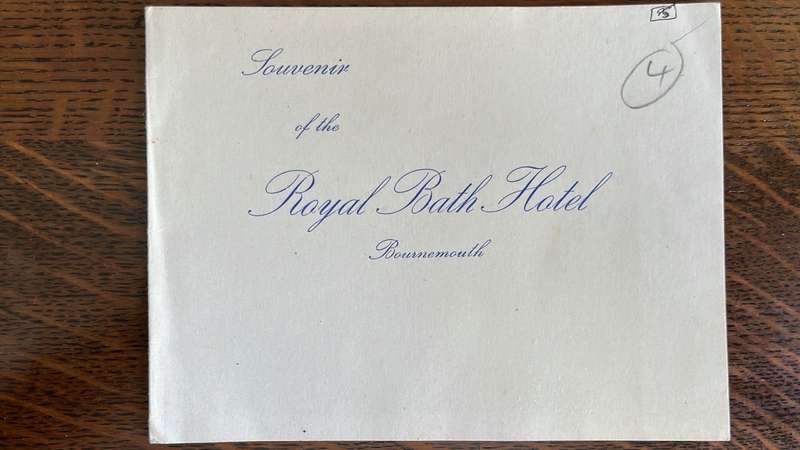 4
Souvenir
of the
Royal Bath Hotel
Bournemouth